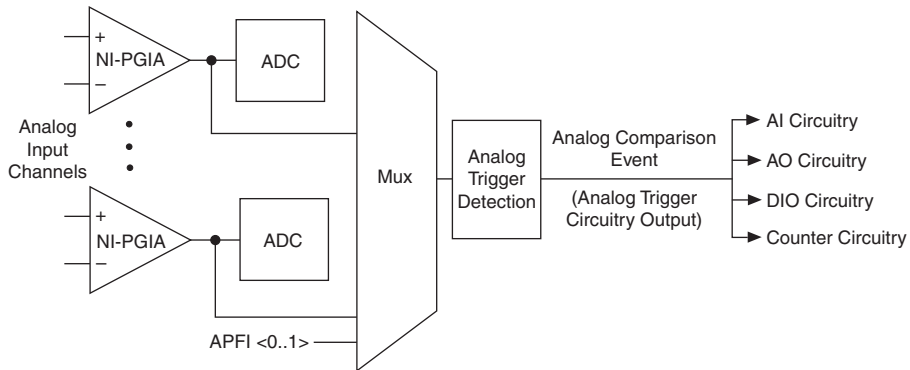 +
NI-PGIA
−
ADC
Analog
Input
Channels
+
NI-PGIA
−
ADC
APFI <0..1>
Mux
Analog
Trigger
Detection
Analog Comparison
Event
(Analog Trigger
Circuitry Output)
AI Circuitry
AO Circuitry
DIO Circuitry
Counter Circuitry